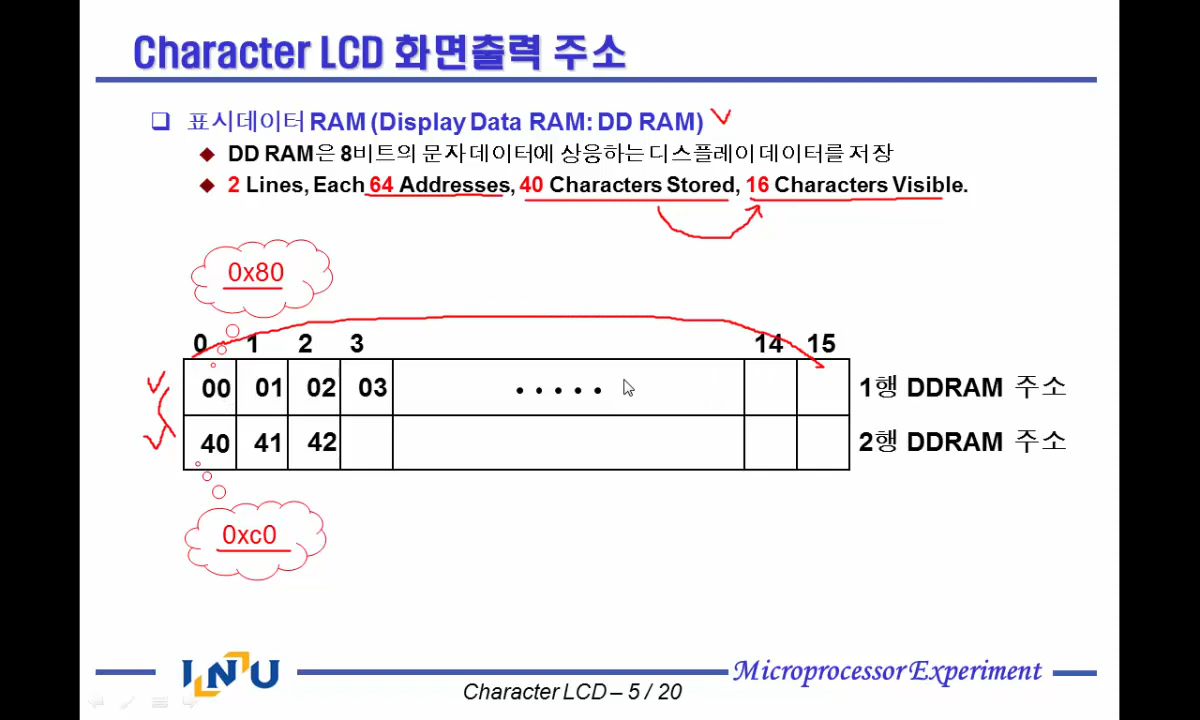 Character LCD 화면출력 주소
❑ 표시데이터 RAM (Display Data RAM: DD RAM)
◆ DD RAM은 8비트의 문자데이터에 상응하는 디스플레이데이터를 저장
◆ 2 Lines, Each 64 Addresses, 40 Characters Stored, 16 Characters Visible.
0x80
0 1 2 3 14 15
00 01 02 03 • • • • • 1행 DDRAM 주소
40 41 42 2행 DDRAM 주소
0xc0
INU
Microprocessor Experiment
Character LCD – 5 / 20